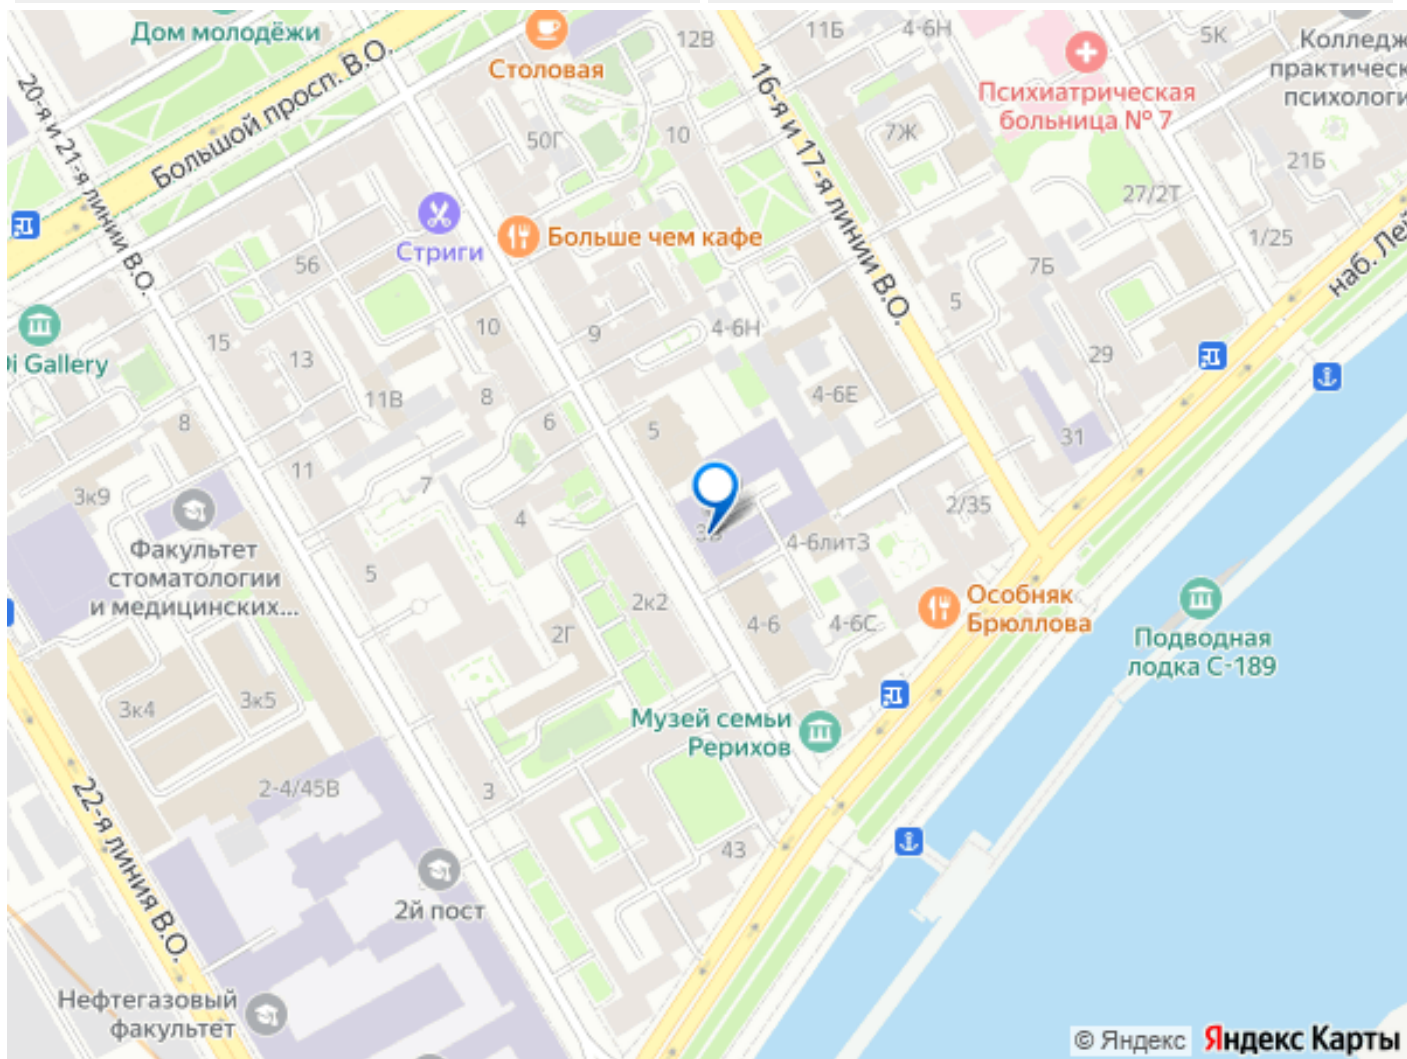 Дом молодёжи
Столовая
12В
11Б
4-6Н
5К
Колледж
практическ
психологи
Психиатрическая
больница № 7
20-я и 21-я линии В.О.
Большой просп. В.О.
16-я и 17-я линии В.О.
50Г
10
7Ж
21Б
27/2Т
Стриги
Больше чем кафе
1/25
наб. Лей
56
7Б
5
4-6Н
10
9
15
13
Di Gallery
29
11В
8
4-6Е
6
8
5
31
11
7
3к9
4
2/35
3В
4-6литЗ
Факультет
стоматологии
и медицинских...
5
2к2
4-6
4-6С
Особняк
Брюллова
2Г
Подводная
лодка С-189
3к4
3к5
Музей семьи
Рерихов
2-4/45В
3
22-я линия В.О.
43
2й пост
Нефтегазовый
факультет
© Яндекс Яндекс Карты